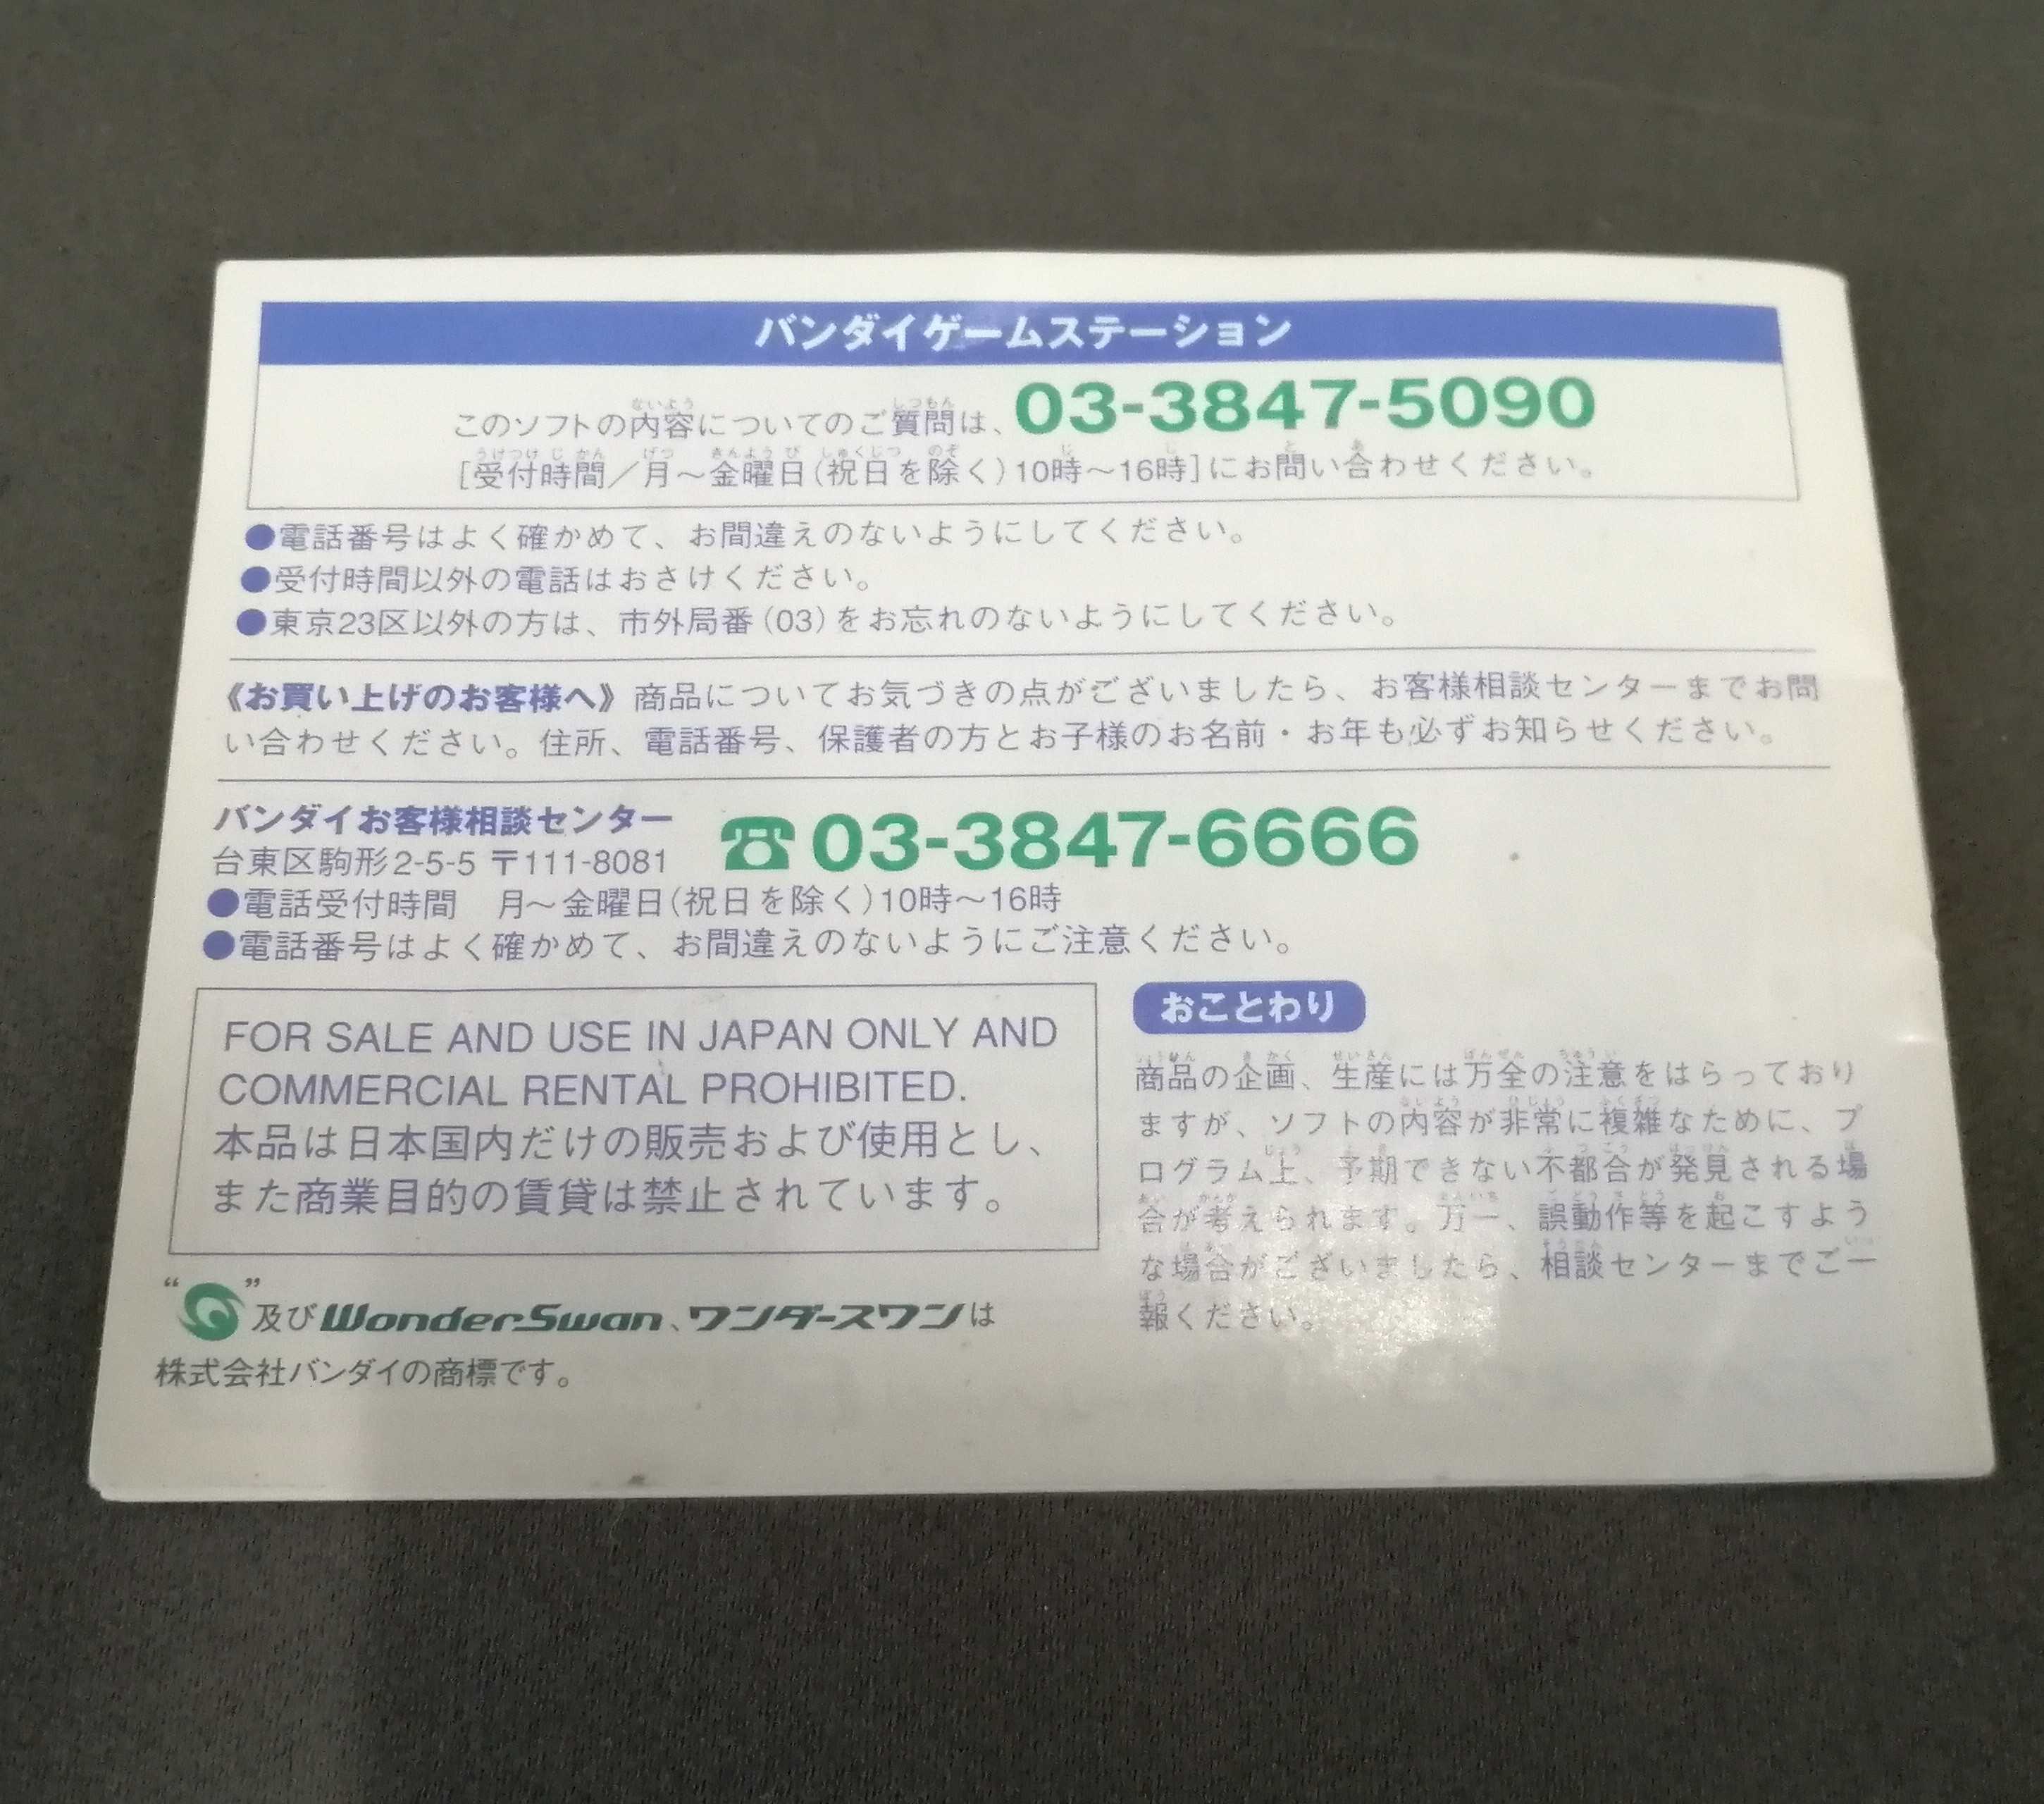 バンダイゲームステーション
このソフトの内容についてのご質問は、03-3847-5090
[受付時間／月～金曜日(祝日を除く)10時～16時]にお問い合わせください。
●電話番号はよく確かめて、お間違えのないようにしてください。
●受付時間以外の電話はおさけください。
●東京23区以外の方は、市外局番(03)をお忘れのないようにしてください。
《お買い上げのお客様へ》商品についてお気づきの点がございましたら、お客様相談センターまでお問
い合わせください。住所、電話番号、保護者の方とお子様のお名前・お年も必ずお知らせください。
バンダイお客様相談センター ☎03-3847-6666
台東区駒形2-5-5 〒111-8081
●電話受付時間　月～金曜日(祝日を除く)10時～16時
●電話番号はよく確かめて、お間違えのないようにご注意ください。
FOR SALE AND USE IN JAPAN ONLY AND
COMMERCIAL RENTAL PROHIBITED.
本品は日本国内だけの販売および使用とし、
また商業目的の賃貸は禁止されています。
“ ”及びWonderSwan、ワンダースワンは
株式会社バンダイの商標です。
おことわり
商品の企画、生産には万全の注意をはらっており
ますが、ソフトの内容が非常に複雑なために、プ
ログラム上、予期できない不都合が発見される場
合が考えられます。万一、誤動作等を起こすよう
な場合がございましたら、相談センターまでご一
報ください。